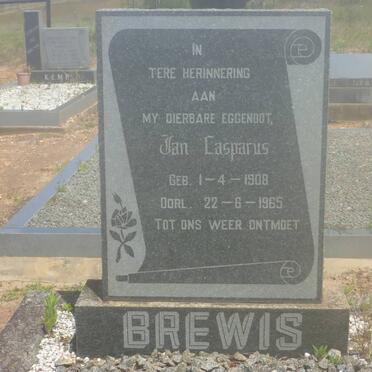 KEMP
IN
TERE HERINNERING
AAN
MY DIERBARE EGGENOOT,
Jan Casparus
GEB. 1-4-1908
OORL. 22-6-1965
TOT ONS WEER ONTMOET
BREWIS